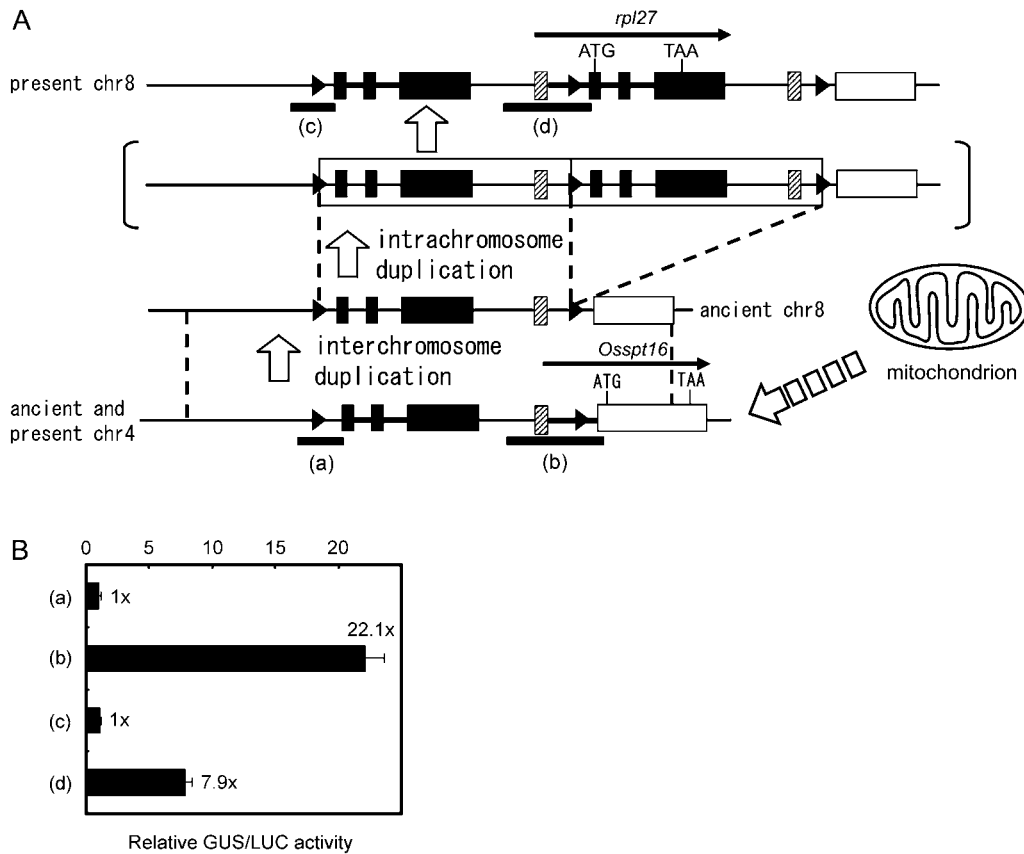 A
rpl27
ATG TAA
present chr8
(c) (d)
intrachromosome
duplication
ancient chr8
interchromosome
duplication
Osspt16
ATG TAA
mitochondrion
ancient and
present chr4
(a) (b)
B
0 5 10 15 20
(a) 1x
22.1x
(b)
(c) 1x
(d) 7.9x
Relative GUS/LUC activity